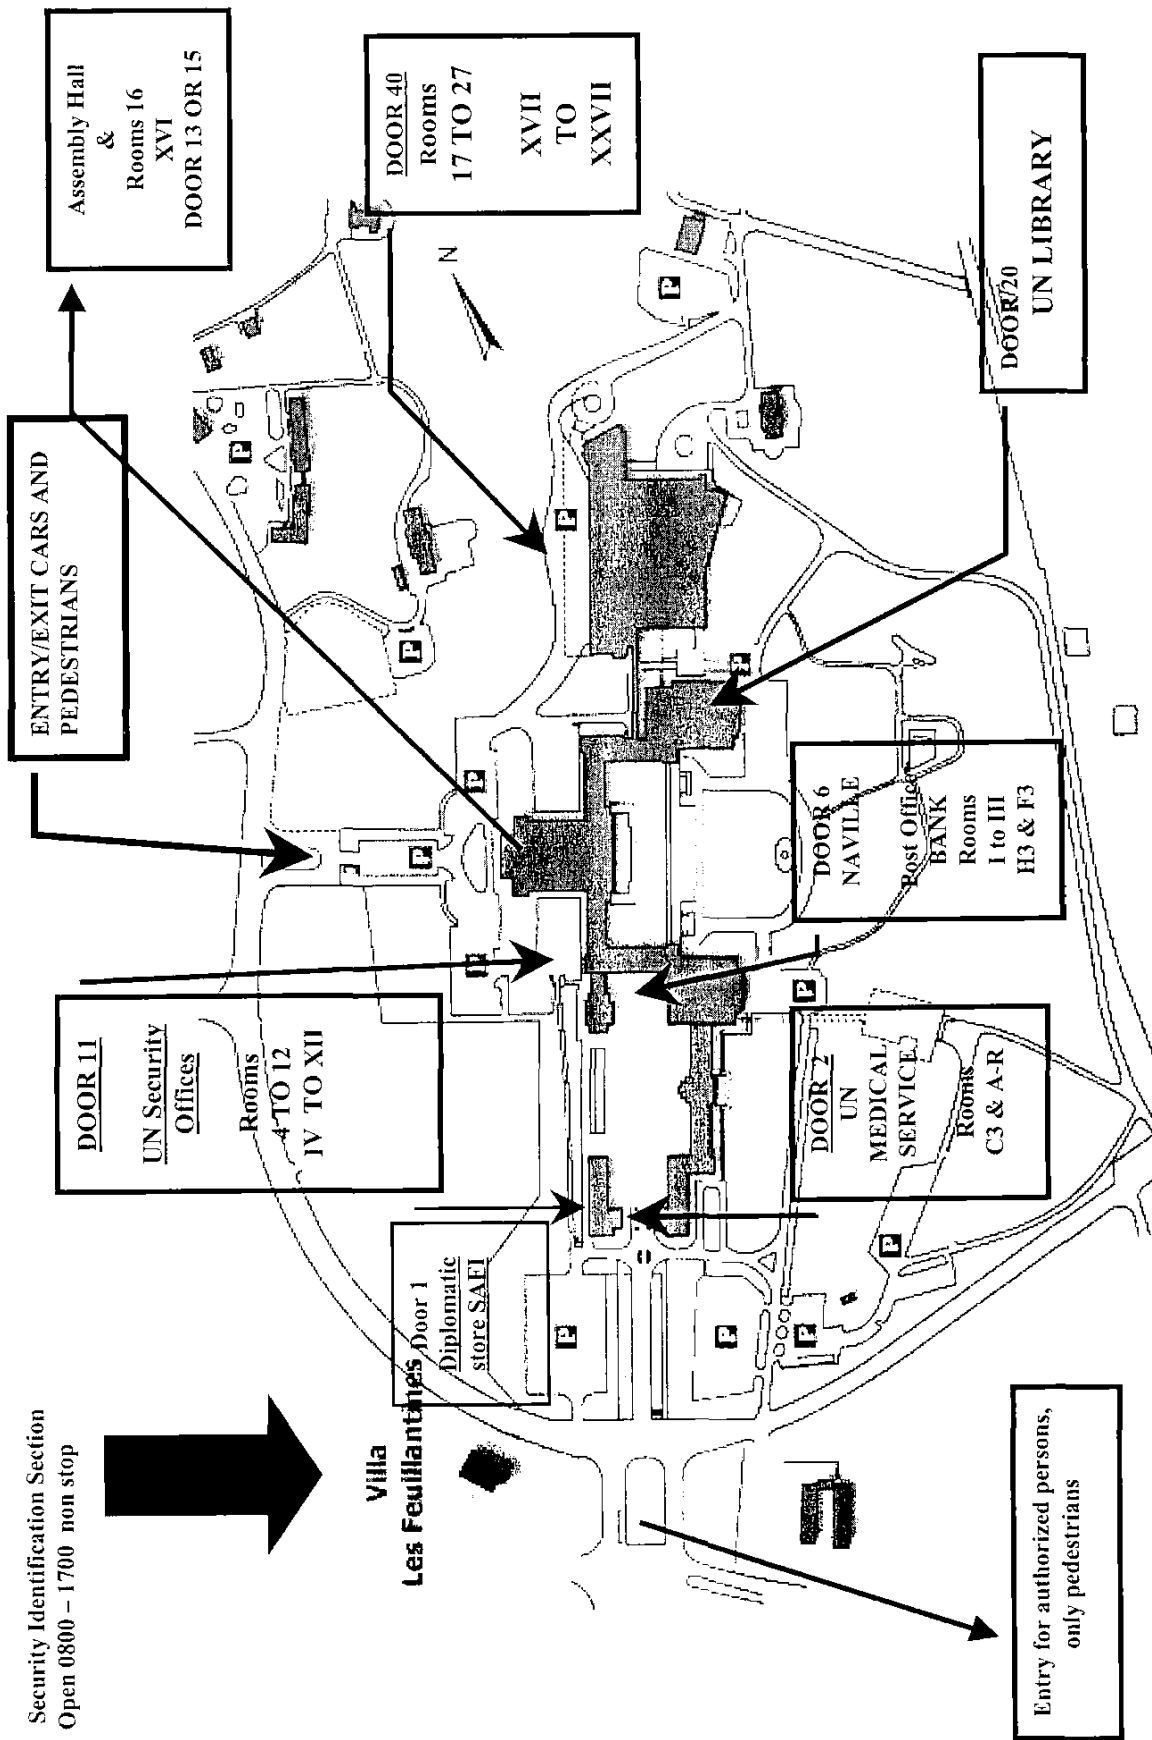 Security Identification Section
Open 0800 – 1700 non stop
Villa
Les Feuillantines
Entry for authorized persons,
only pedestrians
Door 1
Diplomatic
store SAFI
DOOR 11
UN Security
Offices
Rooms
4 TO 12
IV TO XII
DOOR 2
UN
MEDICAL
SERVICE
Rooms
C3 & A-R
ENTRY/EXIT CARS AND
PEDESTRIANS
DOOR 6
NAVILLE
Post Office
BANK
Rooms
I to III
H3 & F3
Assembly Hall
&
Rooms 16
XVI
DOOR 13 OR 15
DOOR 40
Rooms
17 TO 27
XVII
TO
XXVII
N
DOOR 20
UN LIBRARY
P
P
P
P
P
P
P
P
P
P
P
P
P